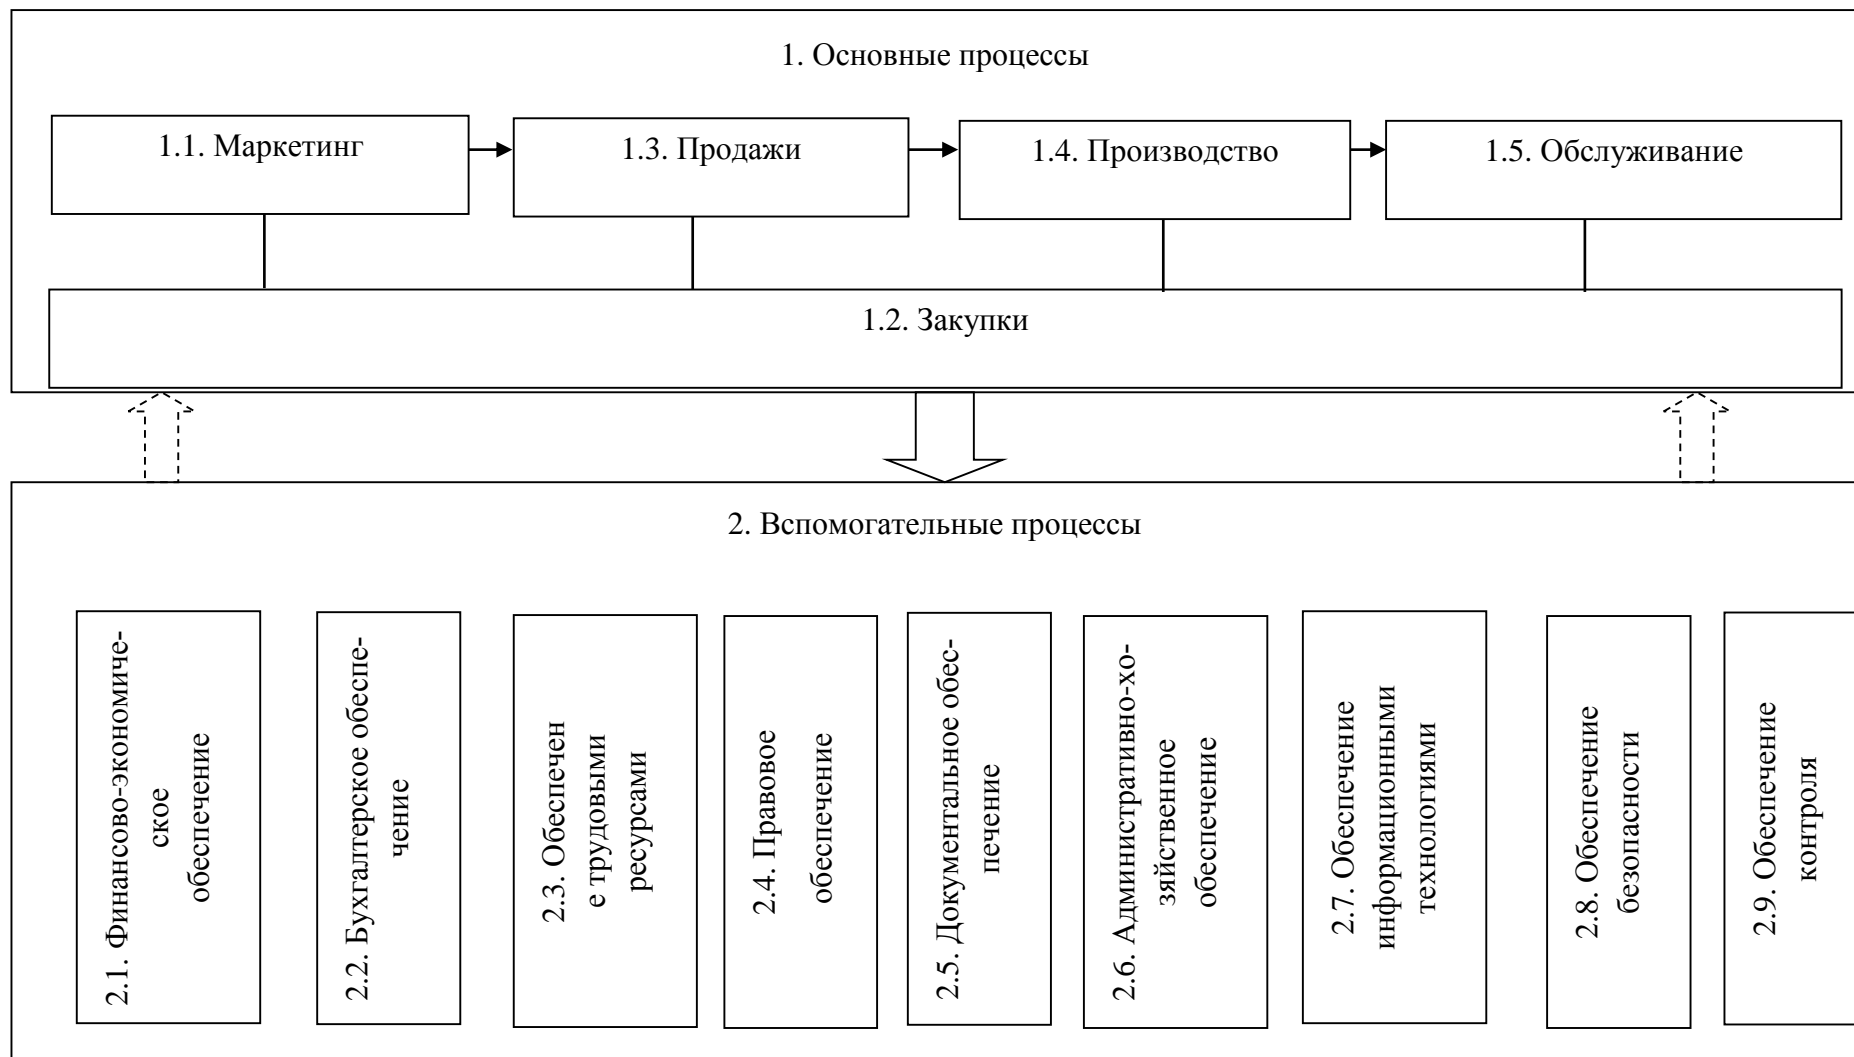 1. Основные процессы
1.1. Маркетинг
1.3. Продажи
1.4. Производство
1.5. Обслуживание
1.2. Закупки
2. Вспомогательные процессы
2.1. Финансово-экономиче-
ское
обеспечение
2.2. Бухгалтерское обеспе-
чение
2.3. Обеспечен
е трудовыми
ресурсами
2.4. Правовое
обеспечение
2.5. Документальное обес-
печение
2.6. Административно-хо-
зяйственное
обеспечение
2.7. Обеспечение
информационными
технологиями
2.8. Обеспечение
безопасности
2.9. Обеспечение
контроля